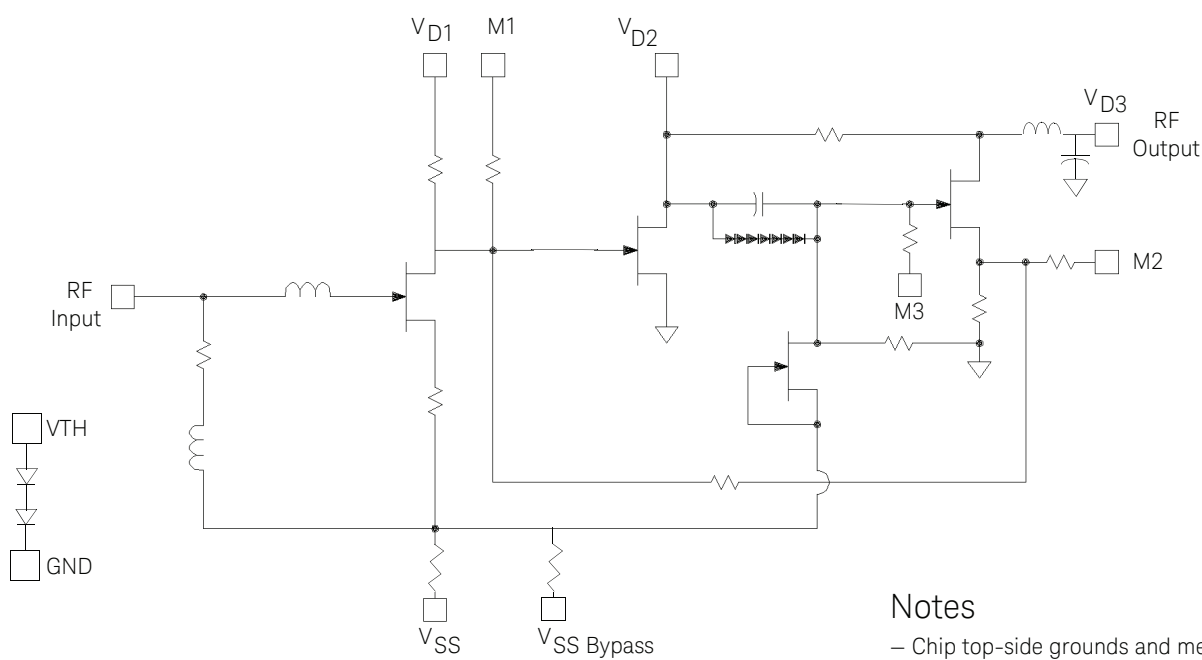 VD1
M1
VD2
VD3
RF
Output
M2
M3
RF
Input
VTH
GND
VSS
VSS Bypass
Notes
– Chip top-side grounds and me